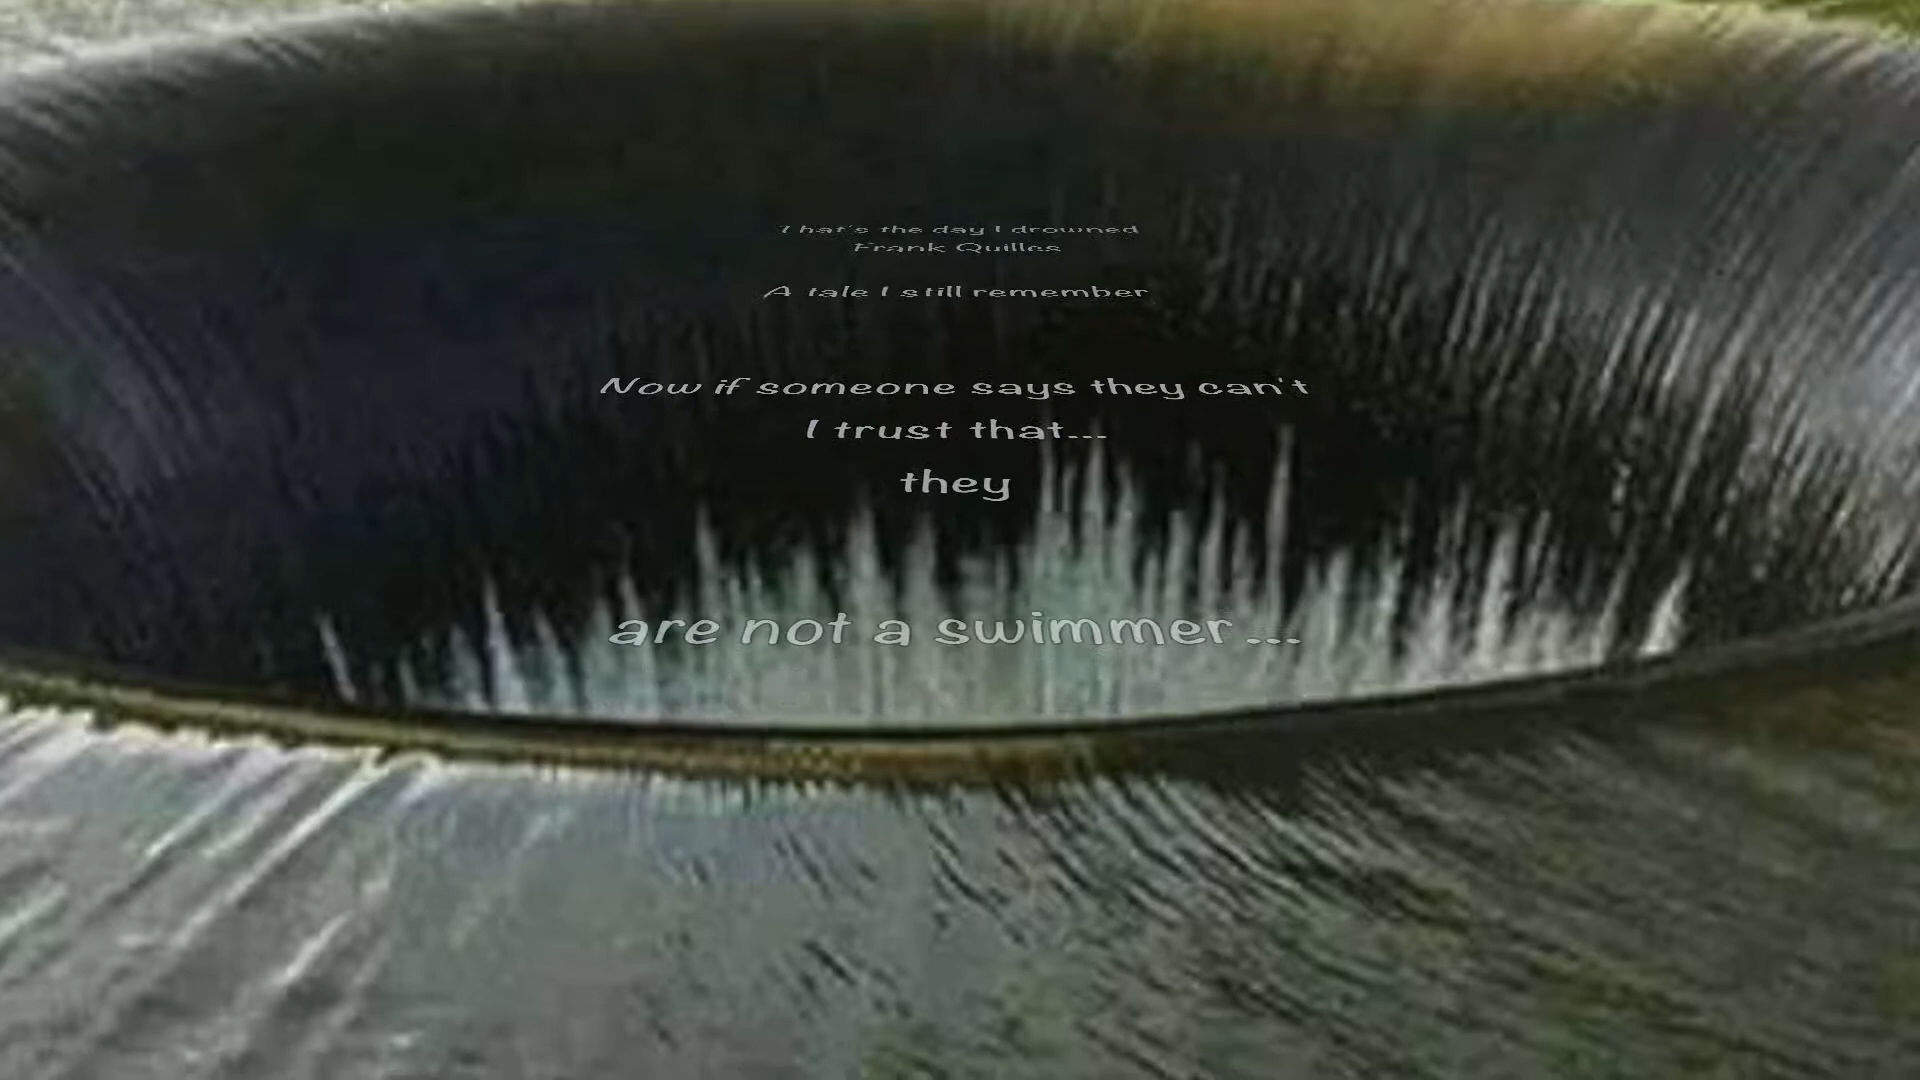 That's the day I drowned
Frank Quilles
A tale I still remember
Now if someone says they can't
I trust that...
they
are not a swimmer...